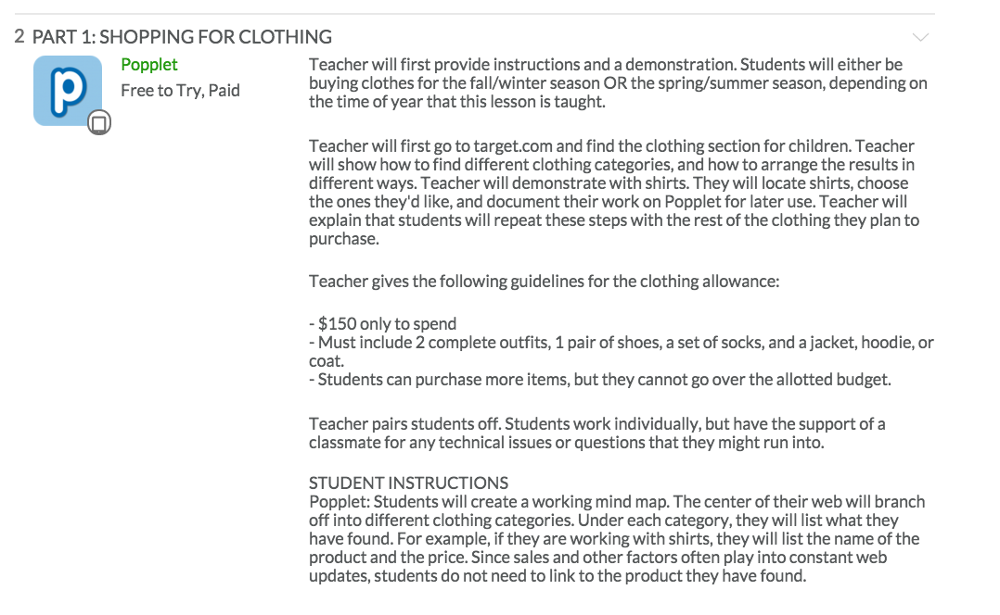 2 PART 1: SHOPPING FOR CLOTHING
p
Popplet
Free to Try, Paid
Teacher will first provide instructions and a demonstration. Students will either be
buying clothes for the fall/winter season OR the spring/summer season, depending on
the time of year that this lesson is taught.
Teacher will first go to target.com and find the clothing section for children. Teacher
will show how to find different clothing categories, and how to arrange the results in
different ways. Teacher will demonstrate with shirts. They will locate shirts, choose
the ones they'd like, and document their work on Popplet for later use. Teacher will
explain that students will repeat these steps with the rest of the clothing they plan to
purchase.
Teacher gives the following guidelines for the clothing allowance:
- $150 only to spend
- Must include 2 complete outfits, 1 pair of shoes, a set of socks, and a jacket, hoodie, or
coat.
- Students can purchase more items, but they cannot go over the allotted budget.
Teacher pairs students off. Students work individually, but have the support of a
classmate for any technical issues or questions that they might run into.
STUDENT INSTRUCTIONS
Popplet: Students will create a working mind map. The center of their web will branch
off into different clothing categories. Under each category, they will list what they
have found. For example, if they are working with shirts, they will list the name of the
product and the price. Since sales and other factors often play into constant web
updates, students do not need to link to the product they have found.